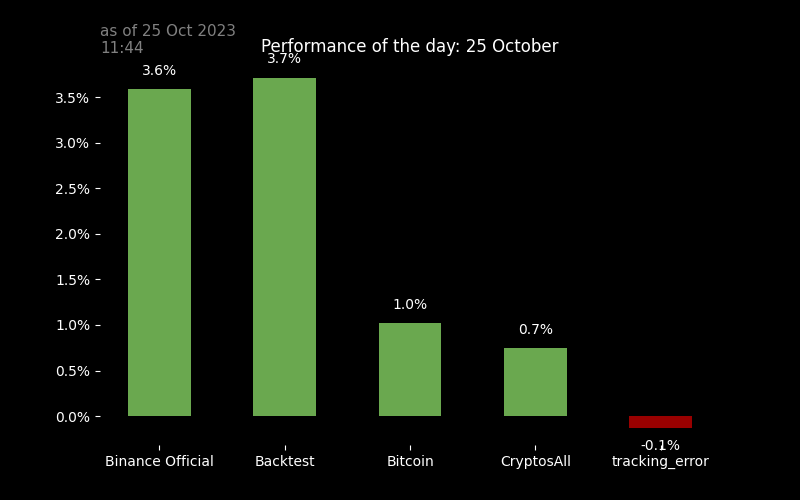 as of 25 Oct 2023
11:44
Performance of the day: 25 October
3.6%
3.7%
1.0%
0.7%
-0.1%
3.5%
3.0%
2.5%
2.0%
1.5%
1.0%
0.5%
0.0%
Binance Official
Backtest
Bitcoin
CryptosAll
tracking_error